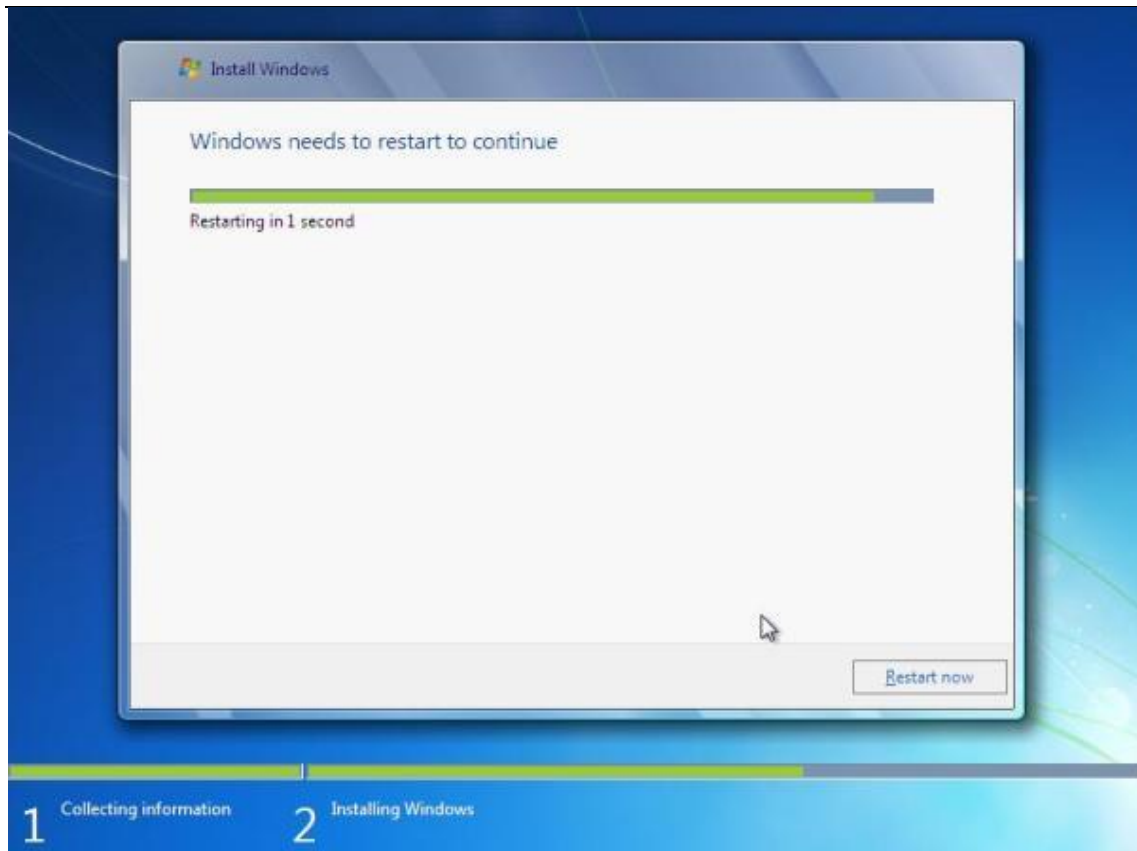 Install Windows
Windows needs to restart to continue
Restarting in 1 second
Restart now
1 Collecting information
2 Installing Windows